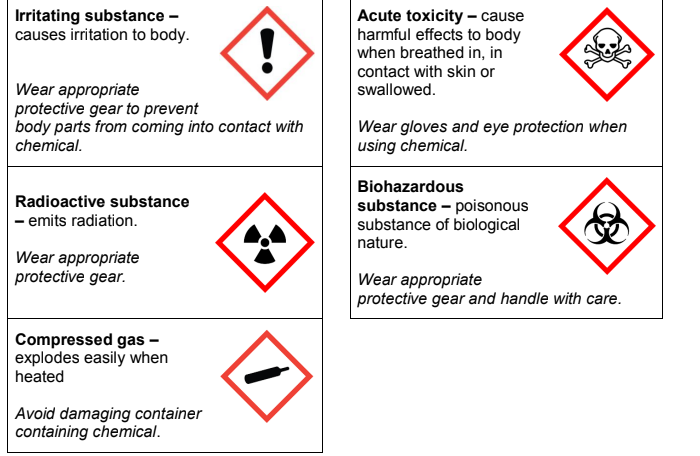 Irritating substance –
causes irritation to body.
Wear appropriate
protective gear to prevent
body parts from coming into contact with
chemical.
Acute toxicity – cause
harmful effects to body
when breathed in, in
contact with skin or
swallowed.
Wear gloves and eye protection when
using chemical.
Radioactive substance
– emits radiation.
Wear appropriate
protective gear.
Biohazardous
substance – poisonous
substance of biological
nature.
Wear appropriate
protective gear and handle with care.
Compressed gas –
explodes easily when
heated
Avoid damaging container
containing chemical.